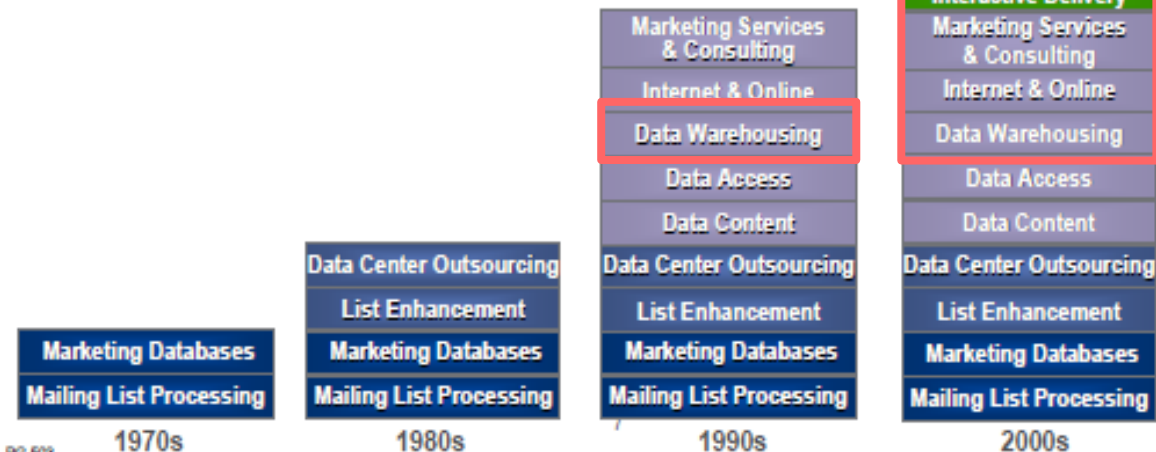 Marketing Databases
Mailing List Processing
1970s
Data Center Outsourcing
List Enhancement
Marketing Databases
Mailing List Processing
1980s
Marketing Services
& Consulting
Internet & Online
Data Warehousing
Data Access
Data Content
Data Center Outsourcing
List Enhancement
Marketing Databases
Mailing List Processing
1990s
Interactive Delivery
Marketing Services
& Consulting
Internet & Online
Data Warehousing
Data Access
Data Content
Data Center Outsourcing
List Enhancement
Marketing Databases
Mailing List Processing
2000s